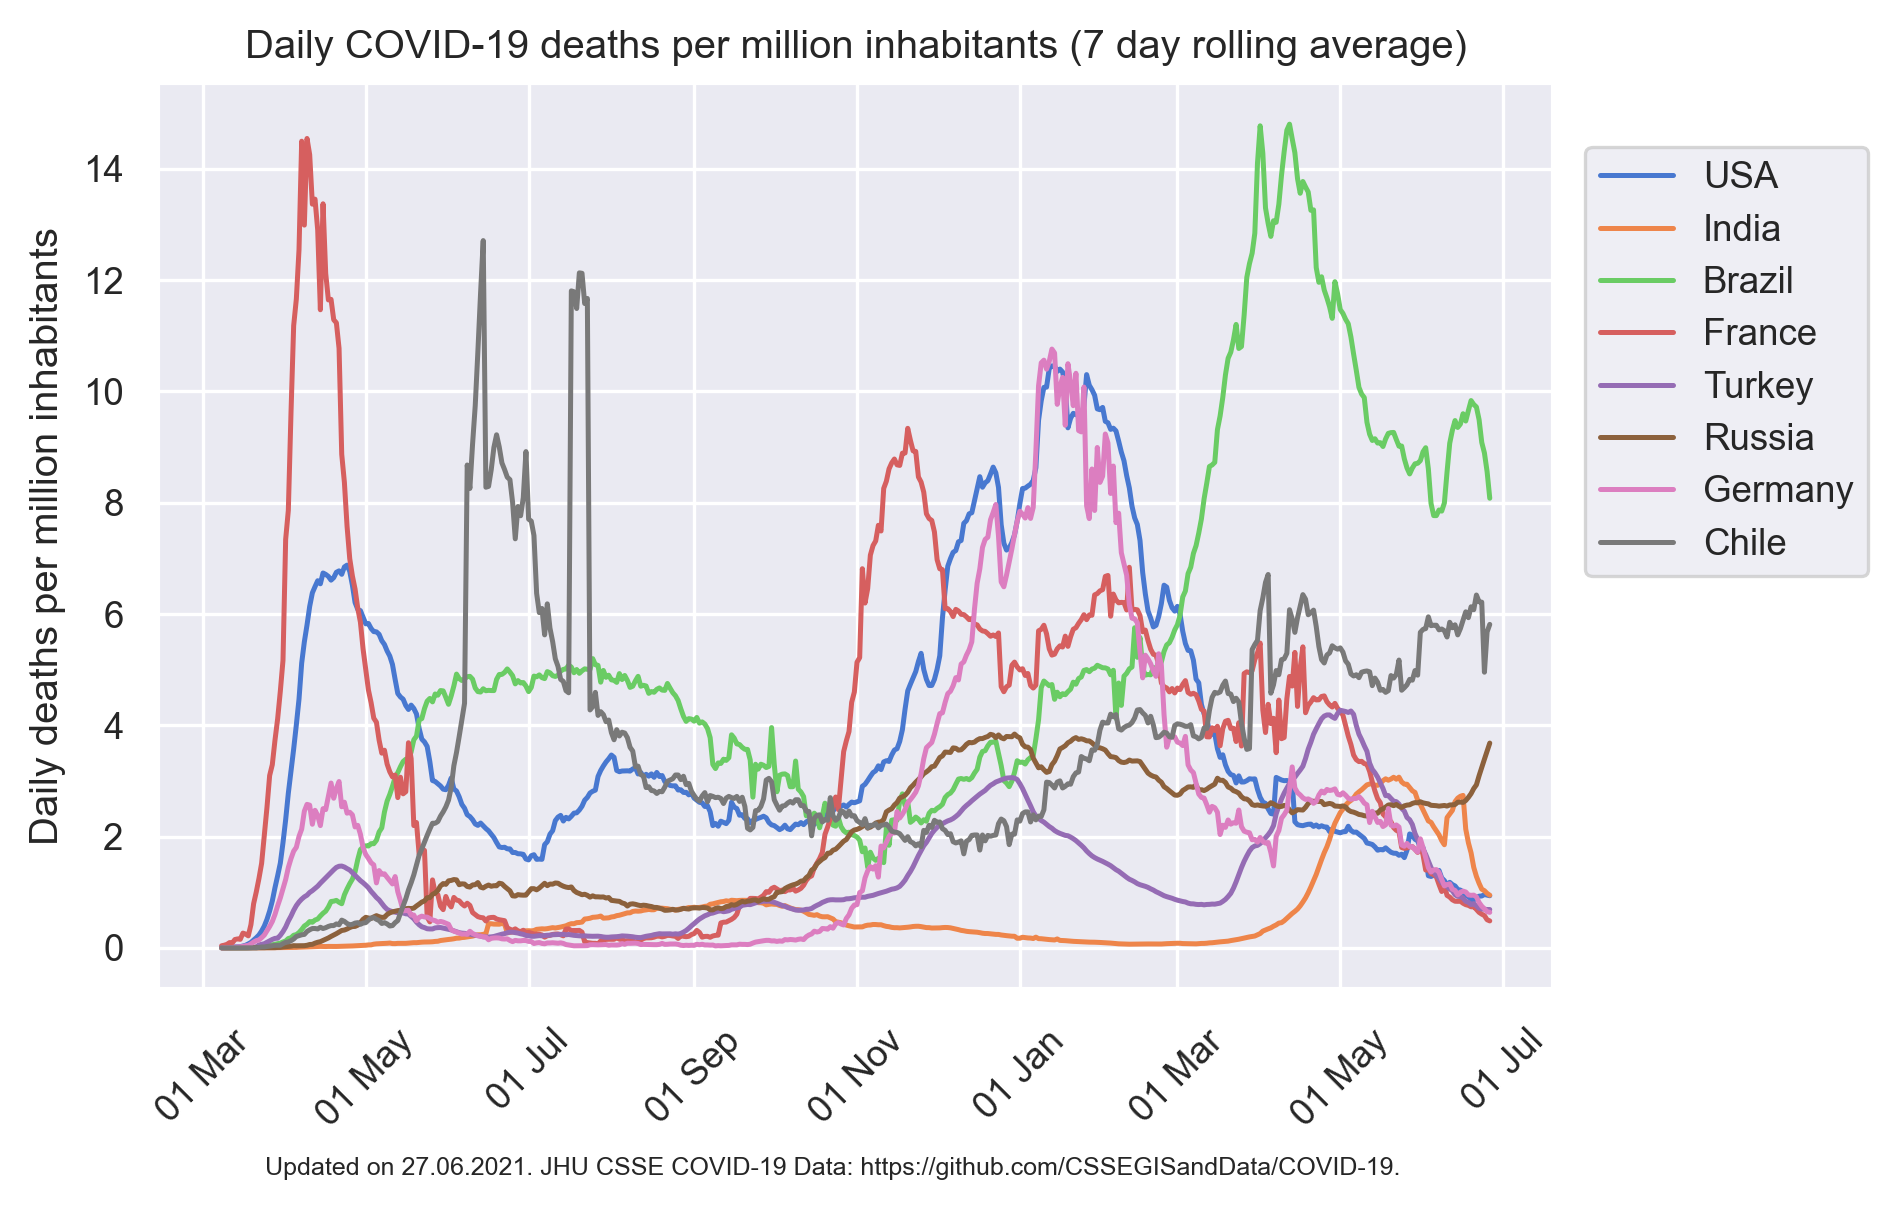 Daily COVID-19 deaths per million inhabitants (7 day rolling average)
Daily deaths per million inhabitants
14
12
10
8
6
4
2
0
01 Mar
01 May
01 Jul
01 Sep
01 Nov
01 Jan
01 Mar
01 May
01 Jul
USA
India
Brazil
France
Turkey
Russia
Germany
Chile
Updated on 27.06.2021. JHU CSSE COVID-19 Data: https://github.com/CSSEGISandData/COVID-19.